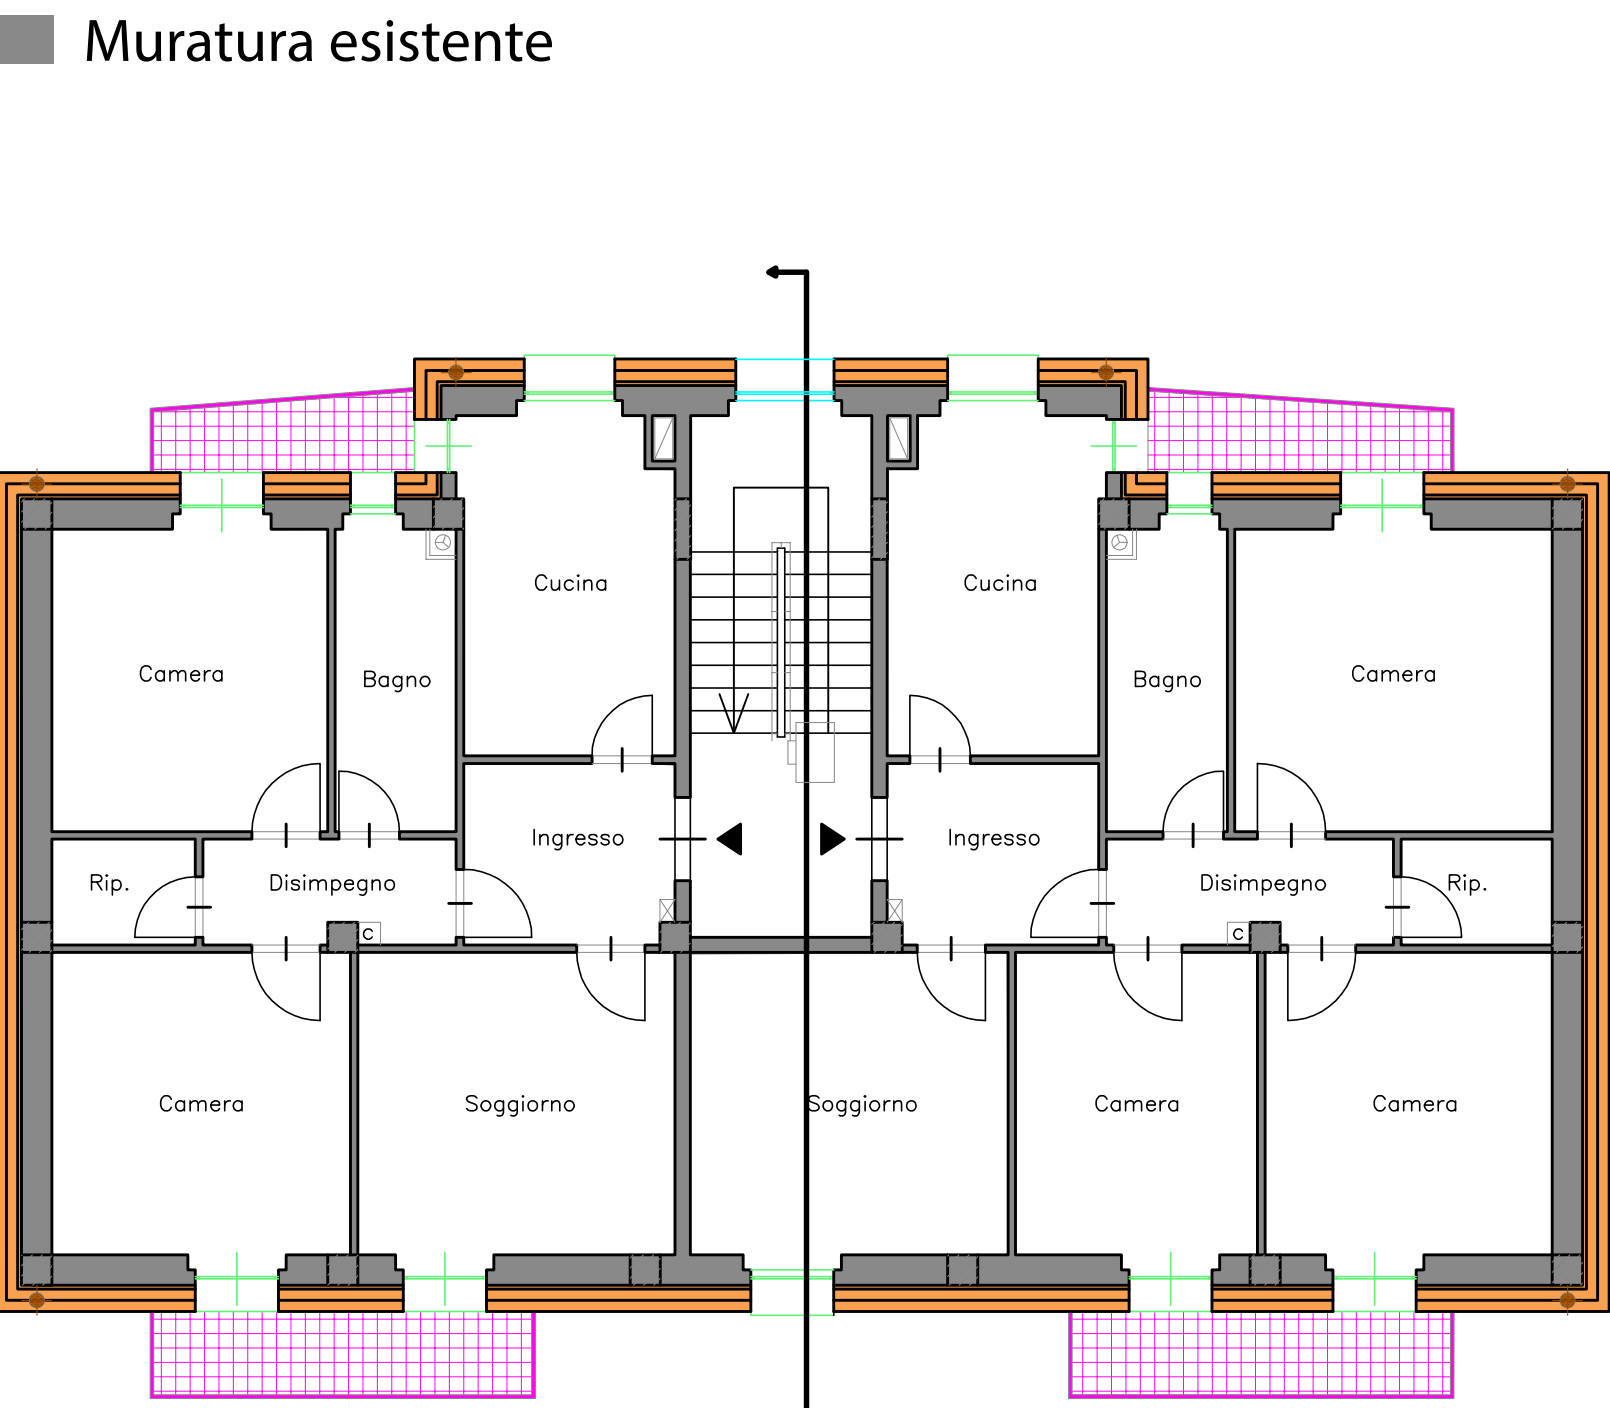 Muratura esistente
Cucina
Cucina
Camera
Bagno
Bagno
Camera
Ingresso
Ingresso
Rip.
Disimpegno
Disimpegno
Rip.
c
c
Camera
Soggiorno
Soggiorno
Camera
Camera